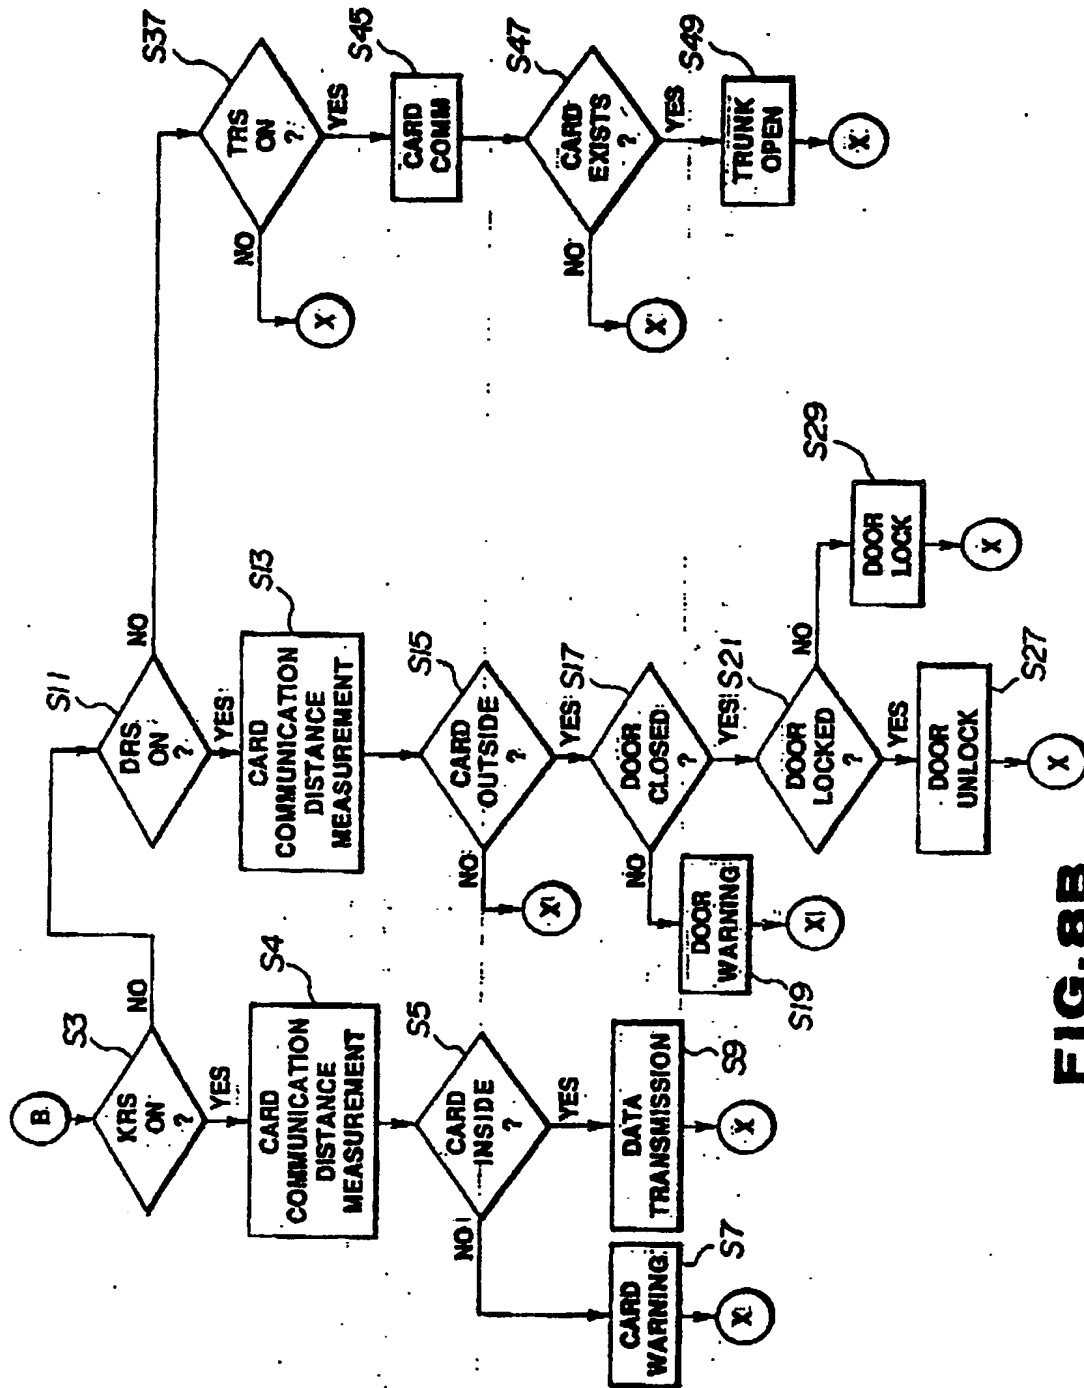 B
KRS
ON
?
S3
NO
YES
CARD
COMMUNICATION
DISTANCE
MEASUREMENT
S4
CARD
INSIDE
?
S5
NO
YES
CARD
WARNING
S7
X
DATA
TRANSMISSION
S9
X
DRS
ON
?
S11
NO
YES
CARD
COMMUNICATION
DISTANCE
MEASUREMENT
S13
CARD
OUTSIDE
?
S15
NO
X
YES
DOOR
CLOSED
?
S17
NO
DOOR
WARNING
S19
X
YES
DOOR
LOCKED
?
S21
NO
DOOR
LOCK
S29
X
YES
DOOR
UNLOCK
S27
X
TRS
ON
?
S37
NO
X
YES
CARD
COMM
S45
CARD
EXISTS
?
S47
NO
X
YES
TRUNK
OPEN
S49
X
FIG.8B